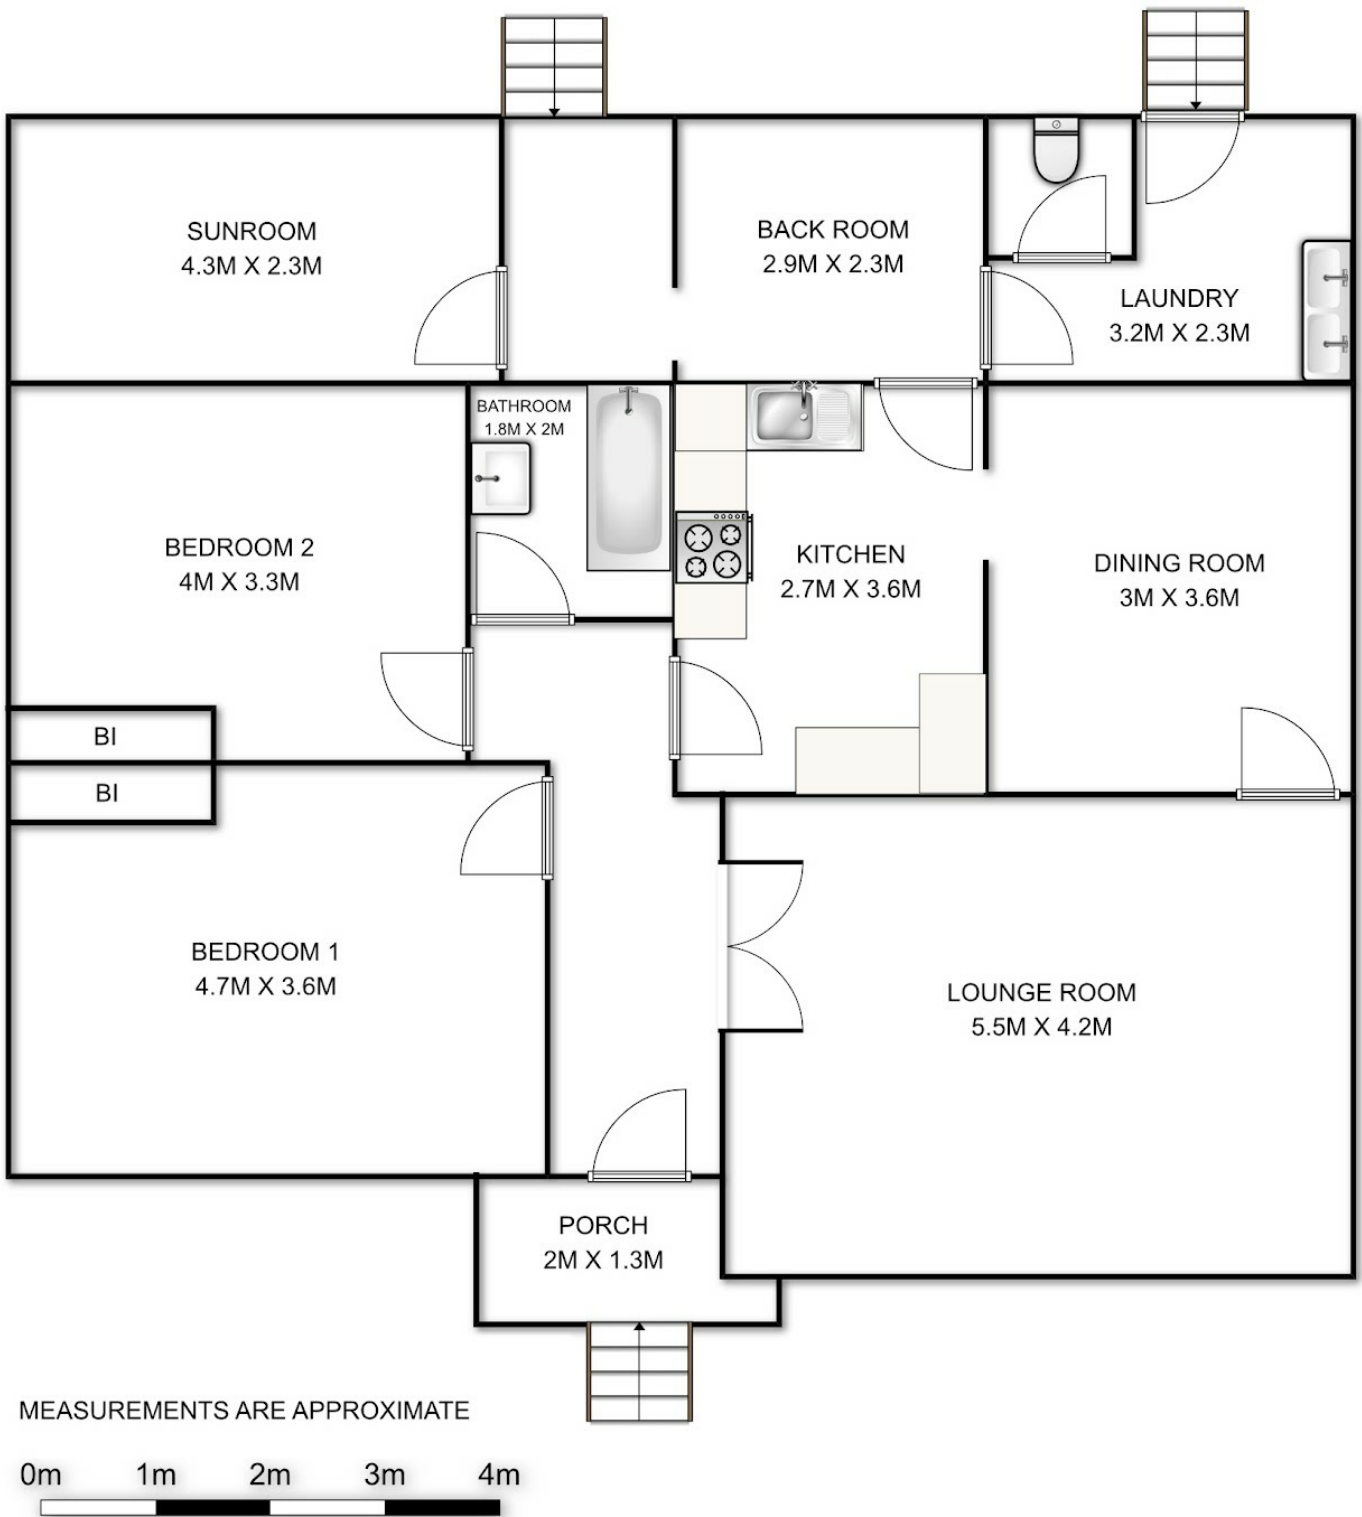 SUNROOM
4.3M X 2.3M
BACK ROOM
2.9M X 2.3M
LAUNDRY
3.2M X 2.3M
BATHROOM
1.8M X 2M
BEDROOM 2
4M X 3.3M
KITCHEN
2.7M X 3.6M
DINING ROOM
3M X 3.6M
BI
BI
BEDROOM 1
4.7M X 3.6M
LOUNGE ROOM
5.5M X 4.2M
PORCH
2M X 1.3M
MEASUREMENTS ARE APPROXIMATE
0m 1m 2m 3m 4m